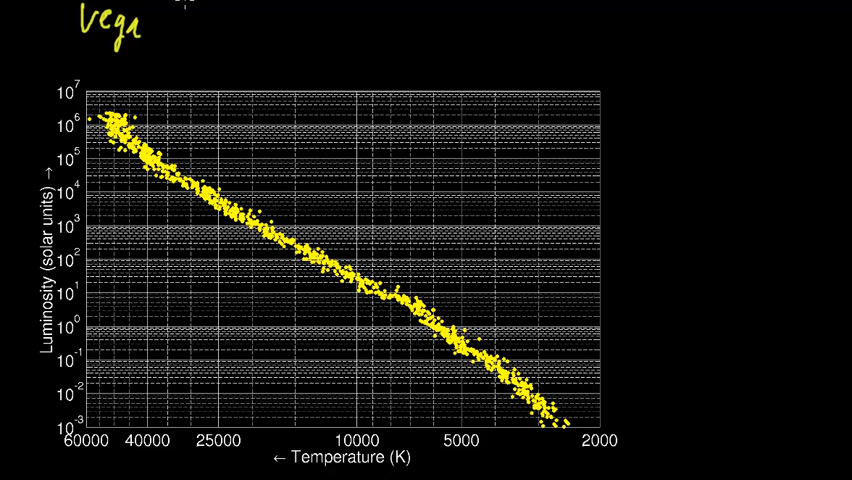 Vega
10^7
10^6
10^5
10^4
10^3
10^2
10^1
10^0
10^-1
10^-2
10^-3
Luminosity (solar units) →
60000 40000 25000 10000 5000 2000
← Temperature (K)